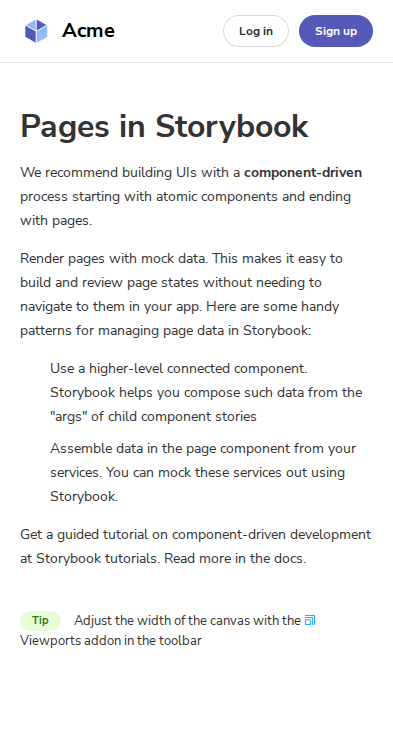 Acme
Log in
Sign up
Pages in Storybook
We recommend building UIs with a component-driven
process starting with atomic components and ending
with pages.
Render pages with mock data. This makes it easy to
build and review page states without needing to
navigate to them in your app. Here are some handy
patterns for managing page data in Storybook:
Use a higher-level connected component.
Storybook helps you compose such data from the
"args" of child component stories
Assemble data in the page component from your
services. You can mock these services out using
Storybook.
Get a guided tutorial on component-driven development
at Storybook tutorials. Read more in the docs.
Tip Adjust the width of the canvas with the
Viewports addon in the toolbar